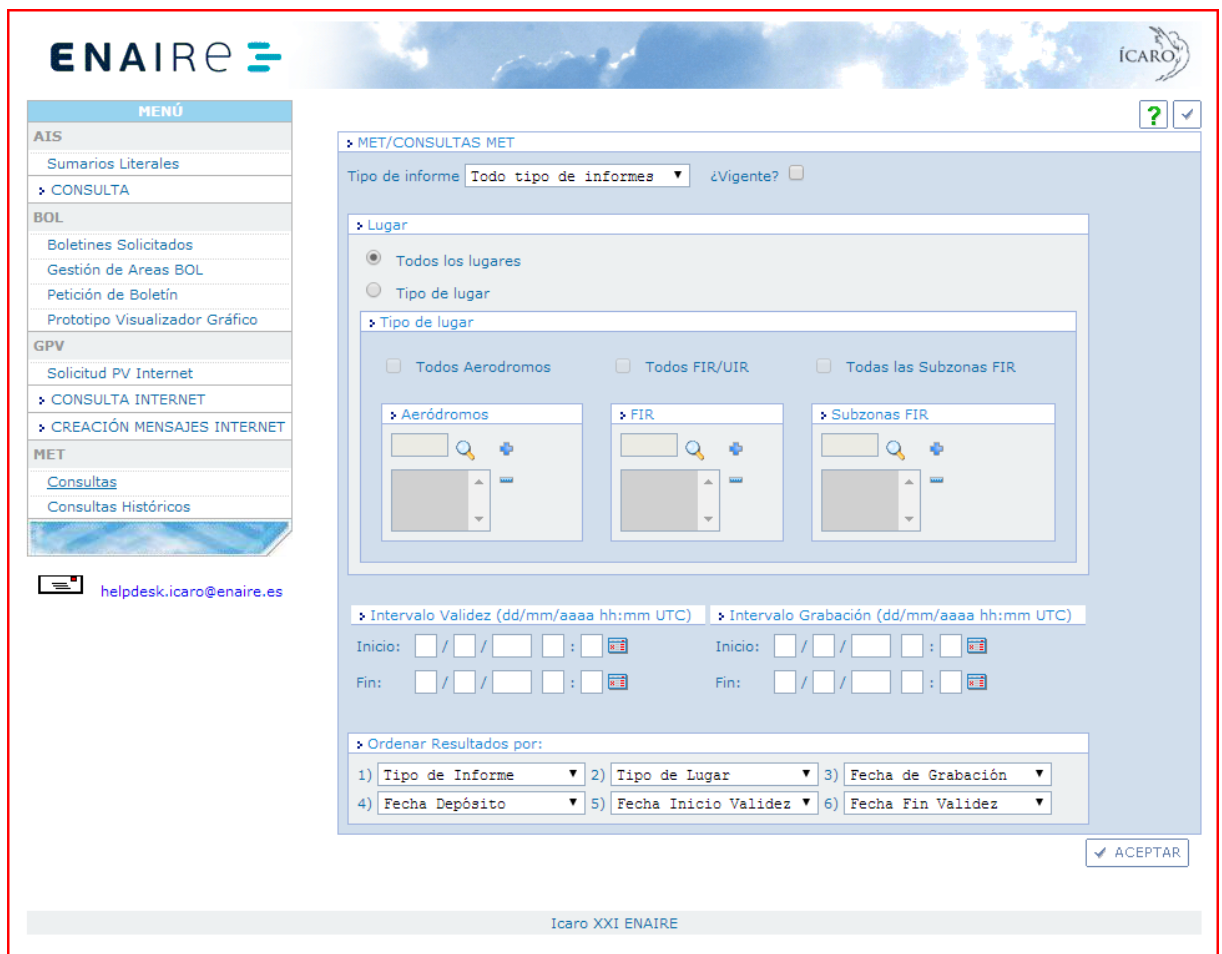 ENAIRE
ÍCARO
MENÚ
AIS
Sumarios Literales
CONSULTA
BOL
Boletines Solicitados
Gestión de Areas BOL
Petición de Boletín
Prototipo Visualizador Gráfico
GPV
Solicitud PV Internet
CONSULTA INTERNET
CREACIÓN MENSAJES INTERNET
MET
Consultas
Consultas Históricos
helpdesk.icaro@enaire.es
?
MET/CONSULTAS MET
Tipo de informe Todo tipo de informes ¿Vigente?
Lugar
Todos los lugares
Tipo de lugar
Tipo de lugar
Todos Aerodromos Todos FIR/UIR Todas las Subzonas FIR
Aeródromos FIR Subzonas FIR
Intervalo Validez (dd/mm/aaaa hh:mm UTC) Intervalo Grabación (dd/mm/aaaa hh:mm UTC)
Inicio: / / : Inicio: / / :
Fin: / / : Fin: / / :
Ordenar Resultados por:
1) Tipo de Informe 2) Tipo de Lugar 3) Fecha de Grabación
4) Fecha Depósito 5) Fecha Inicio Validez 6) Fecha Fin Validez
ACEPTAR
Icaro XXI ENAIRE